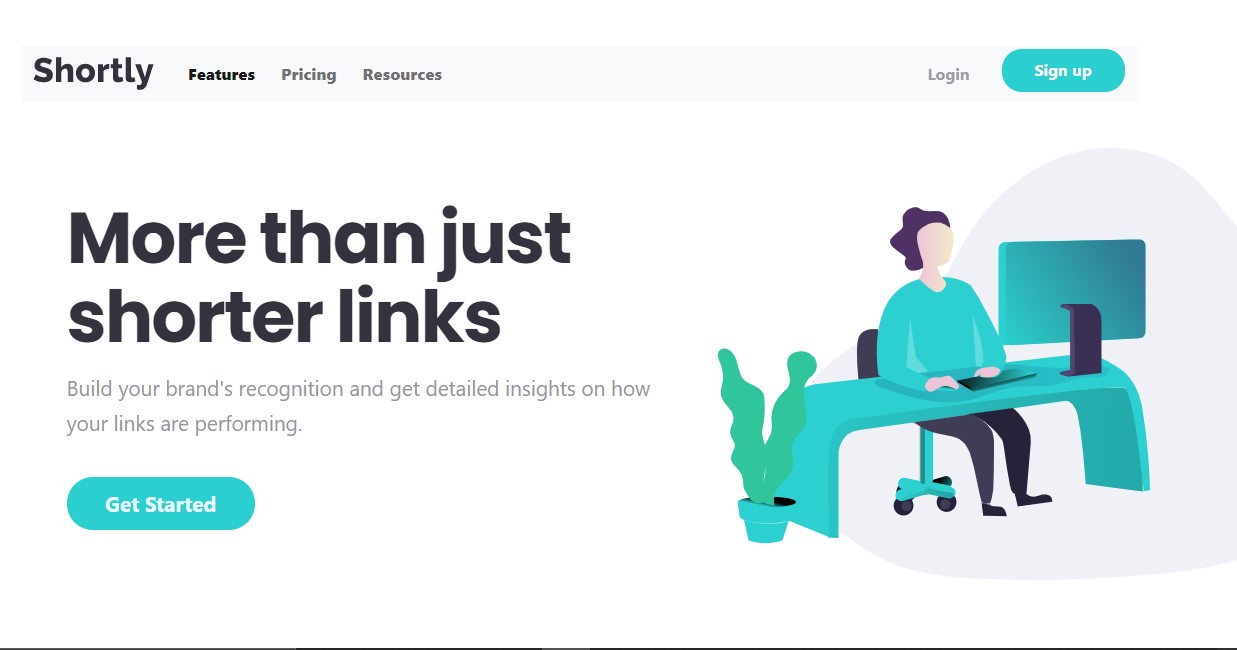 Shortly Features Pricing Resources Login Sign up
More than just
shorter links
Build your brand's recognition and get detailed insights on how
your links are performing.
Get Started